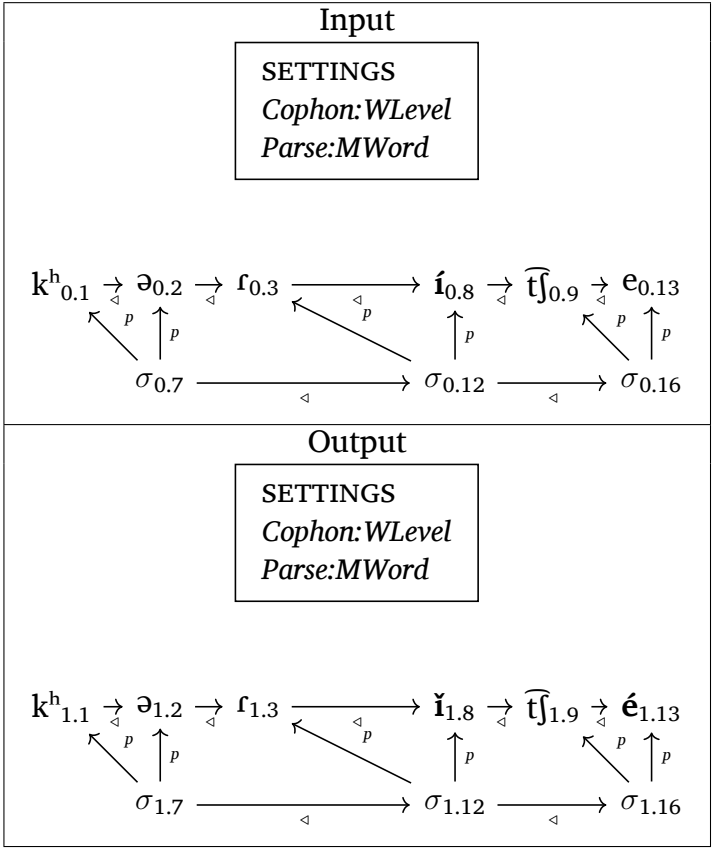 Input
SETTINGS
Cophon:WLevel
Parse:MWord
kʰ0.1 ə0.2 ɾ0.3 í0.8 t͡ʃ0.9 e0.13
◃ ◃ ◃ ◃ ◃
p p p p p p
σ0.7 σ0.12 σ0.16
◃ ◃
Output
SETTINGS
Cophon:WLevel
Parse:MWord
kʰ1.1 ə1.2 ɾ1.3 ǐ1.8 t͡ʃ1.9 é1.13
◃ ◃ ◃ ◃ ◃
p p p p p p
σ1.7 σ1.12 σ1.16
◃ ◃